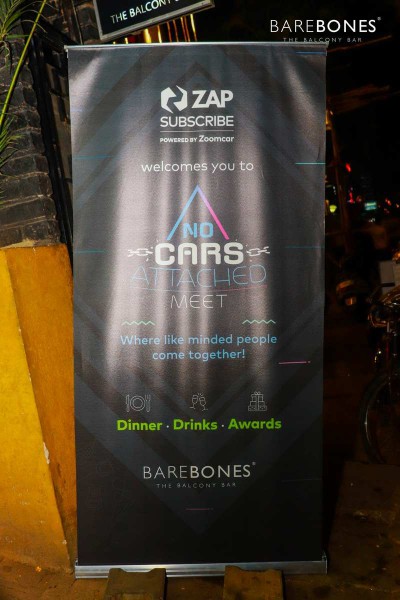 THE BALCONY BAR
BAREBONES®
THE BALCONY BAR
ZAP
SUBSCRIBE
POWERED BY Zoomcar
welcomes you to
NO
CARS
ATTACHED
MEET
Where like minded people
come together!
Dinner · Drinks · Awards
BAREBONES®
THE BALCONY BAR